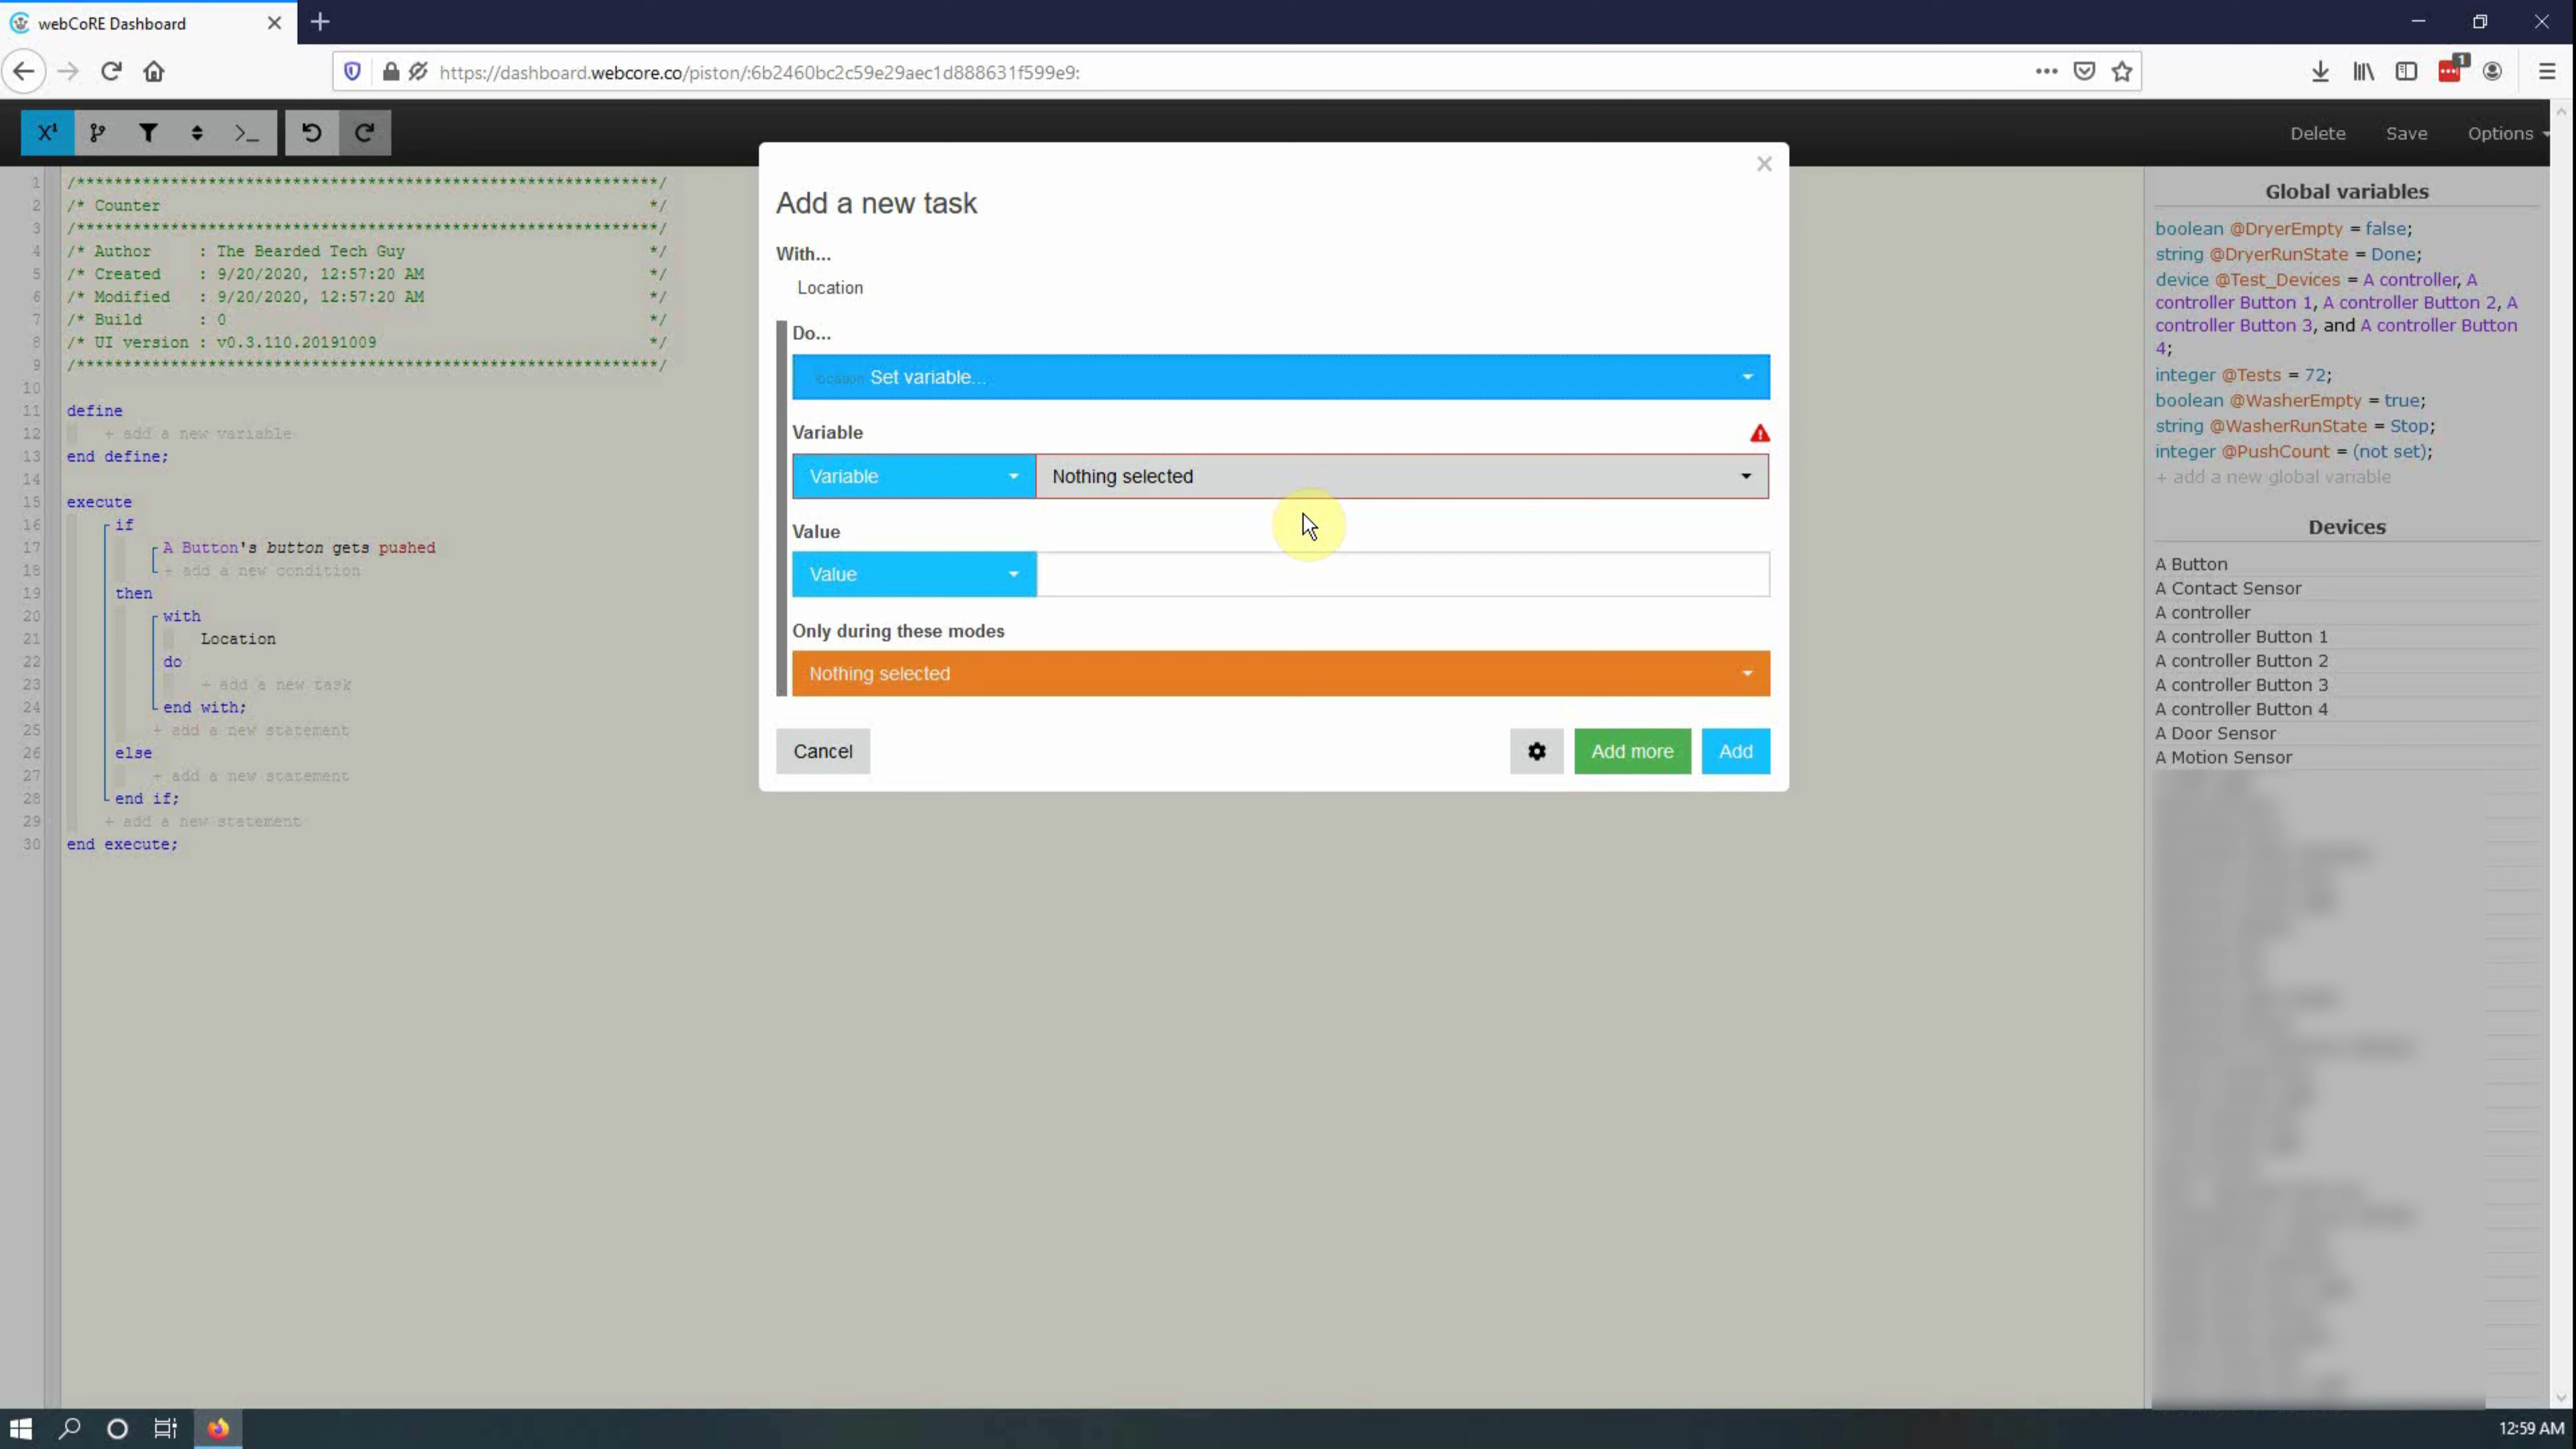 webCoRE Dashboard
https://dashboard.webcore.co/piston/:6b2460bc2c59e29aec1d888631f599e9:
1
X¹
Delete Save Options
1 /**************************************************************/
2 /* Counter */
3 /**************************************************************/
4 /* Author : The Bearded Tech Guy */
5 /* Created : 9/20/2020, 12:57:20 AM */
6 /* Modified : 9/20/2020, 12:57:20 AM */
7 /* Build : 0 */
8 /* UI version : v0.3.110.20191009 */
9 /**************************************************************/
10
11 define
12 + add a new variable
13 end define;
14
15 execute
16 if
17 A Button's button gets pushed
18 + add a new condition
19 then
20 with
21 Location
22 do
23 + add a new task
24 end with;
25 + add a new statement
26 else
27 + add a new statement
28 end if;
29 + add a new statement
30 end execute;
Add a new task
With...
Location
Do...
location Set variable...
Variable
Variable Nothing selected
Value
Value
Only during these modes
Nothing selected
Cancel Add more Add
Global variables
boolean @DryerEmpty = false;
string @DryerRunState = Done;
device @Test_Devices = A controller, A
controller Button 1, A controller Button 2, A
controller Button 3, and A controller Button
4;
integer @Tests = 72;
boolean @WasherEmpty = true;
string @WasherRunState = Stop;
integer @PushCount = (not set);
+ add a new global variable
Devices
A Button
A Contact Sensor
A controller
A controller Button 1
A controller Button 2
A controller Button 3
A controller Button 4
A Door Sensor
A Motion Sensor
12:59 AM